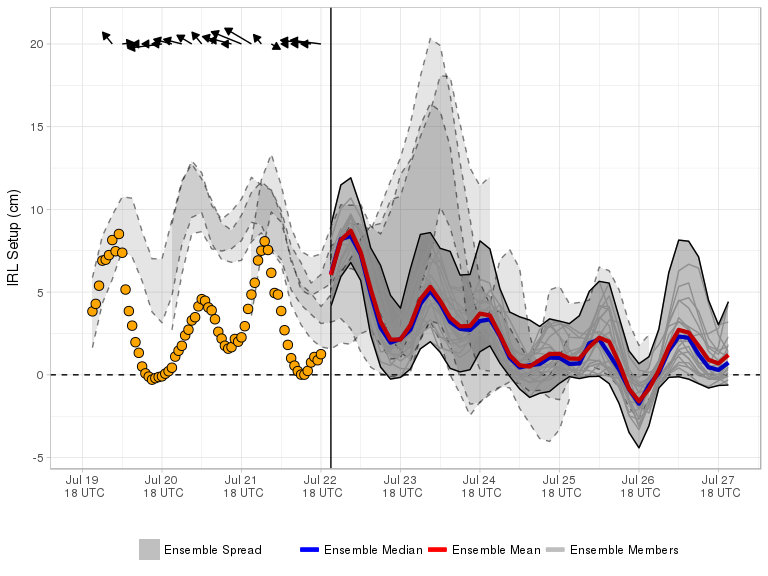 IRL Setup (cm)
20
15
10
5
0
-5
Jul 19 Jul 20 Jul 21 Jul 22 Jul 23 Jul 24 Jul 25 Jul 26 Jul 27
18 UTC 18 UTC 18 UTC 18 UTC 18 UTC 18 UTC 18 UTC 18 UTC 18 UTC
Ensemble Spread Ensemble Median Ensemble Mean Ensemble Members